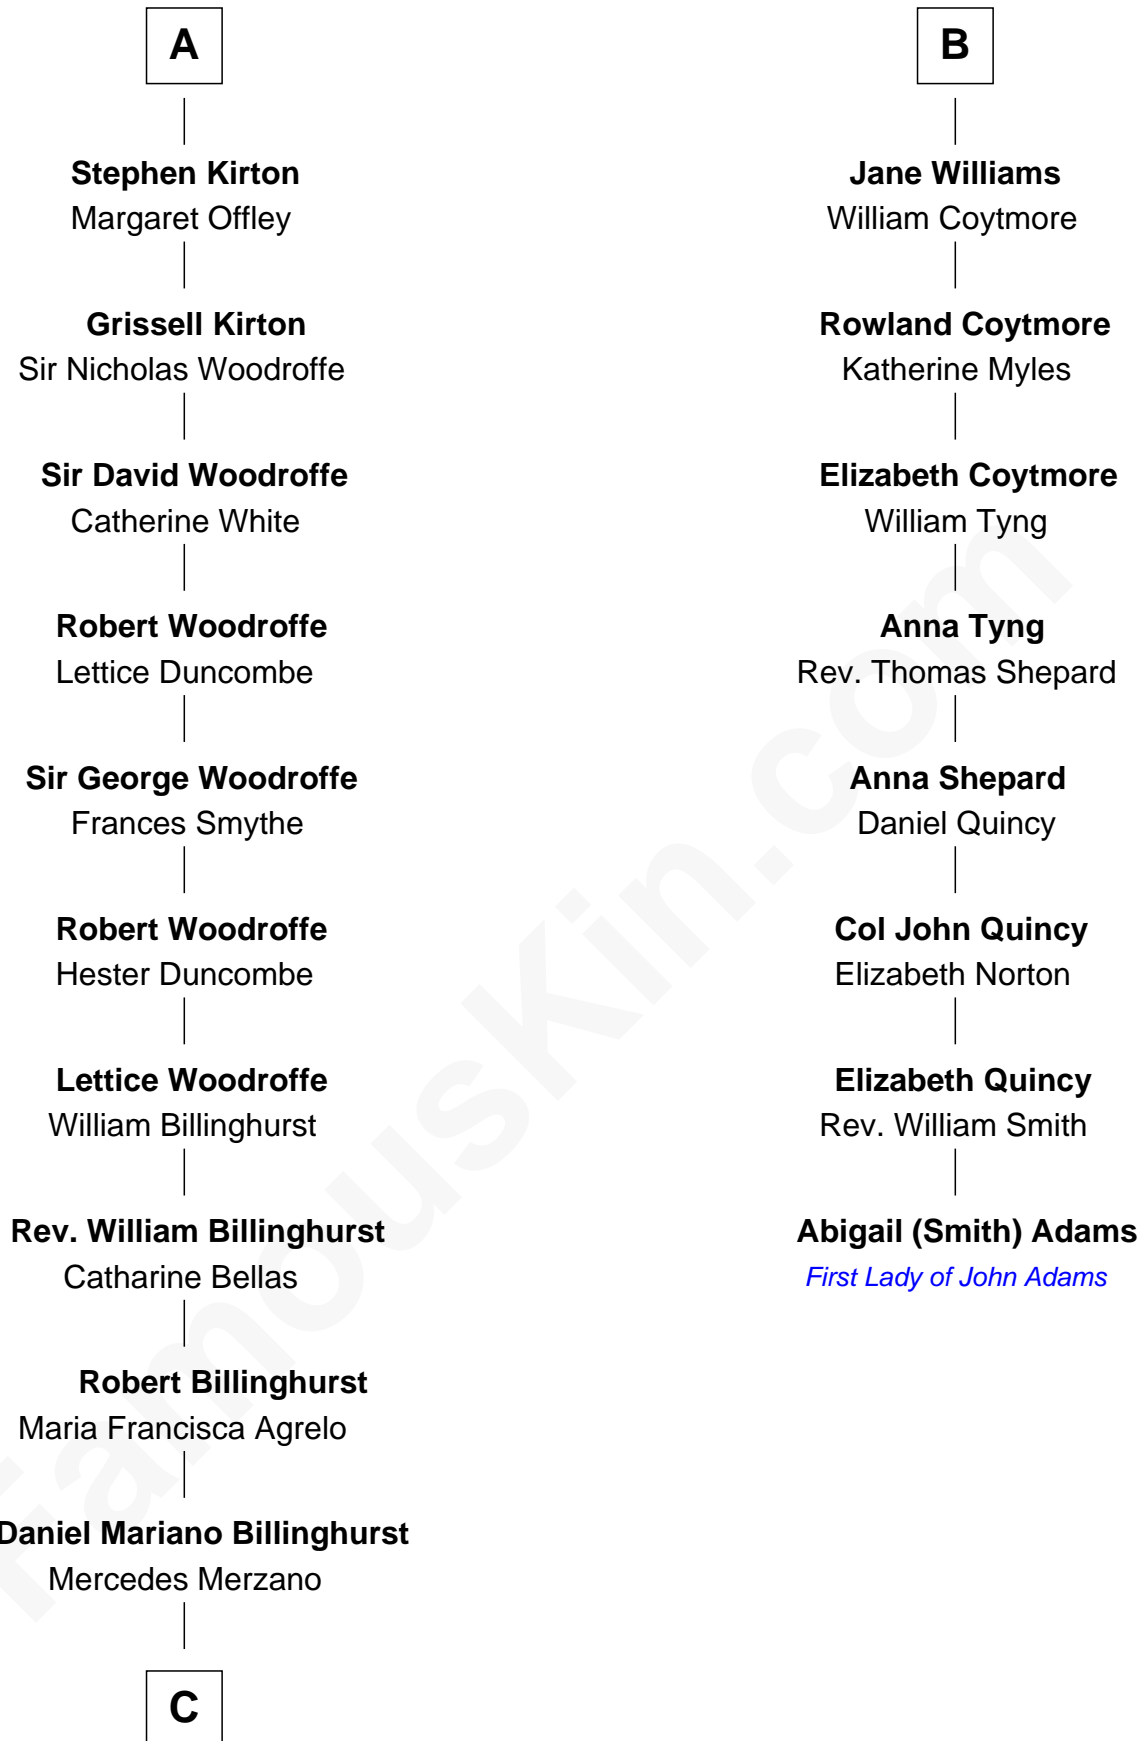 A
Stephen Kirton
Margaret Offley
Grissell Kirton
Sir Nicholas Woodroffe
Sir David Woodroffe
Catherine White
Robert Woodroffe
Lettice Duncombe
Sir George Woodroffe
Frances Smythe
Robert Woodroffe
Hester Duncombe
Lettice Woodroffe
William Billinghurst
Rev. William Billinghurst
Catharine Bellas
Robert Billinghurst
Maria Francisca Agrelo
Daniel Mariano Billinghurst
Mercedes Merzano
C
B
Jane Williams
William Coytmore
Rowland Coytmore
Katherine Myles
Elizabeth Coytmore
William Tyng
Anna Tyng
Rev. Thomas Shepard
Anna Shepard
Daniel Quincy
Col John Quincy
Elizabeth Norton
Elizabeth Quincy
Rev. William Smith
Abigail (Smith) Adams
First Lady of John Adams
FamousKin.com